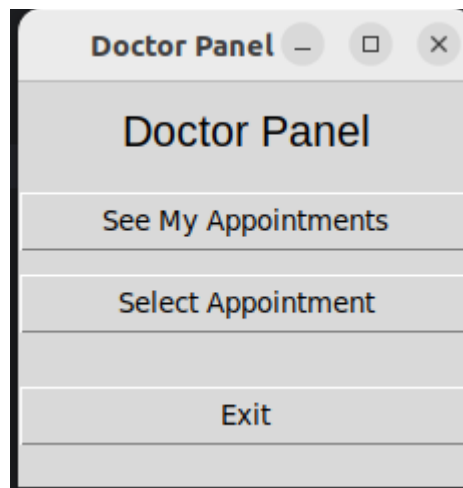 Doctor Panel
Doctor Panel
See My Appointments
Select Appointment
Exit